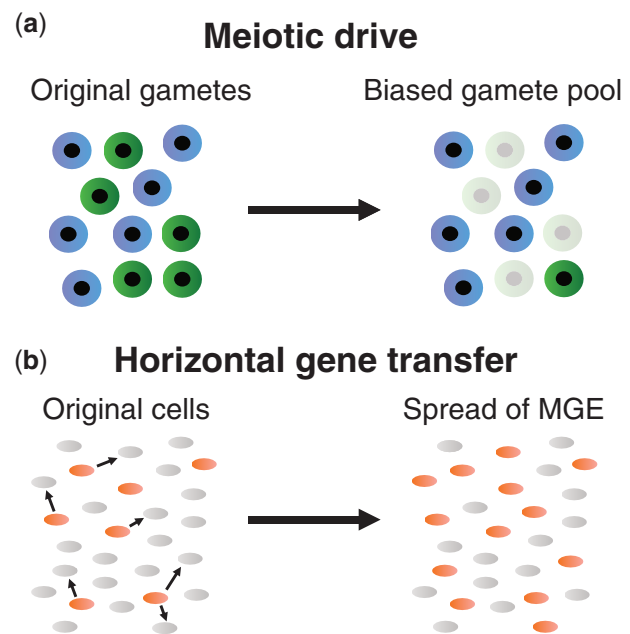 (a)
Meiotic drive
Original gametes
Biased gamete pool
(b)
Horizontal gene transfer
Original cells
Spread of MGE